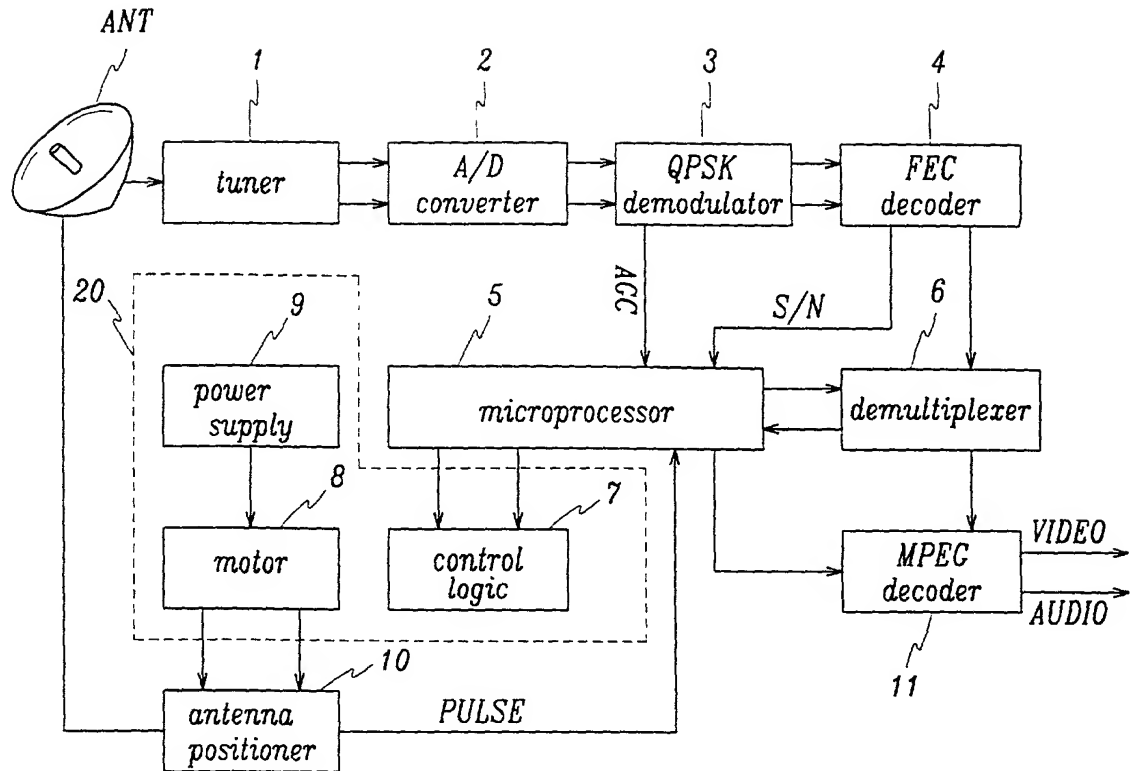 ANT
1
2
3
4
tuner
A/D
converter
QPSK
demodulator
FEC
decoder
20
9
5
ACC
S/N
6
power
supply
microprocessor
demultiplexer
8
7
motor
control
logic
MPEG
decoder
VIDEO
AUDIO
10
11
antenna
positioner
PULSE